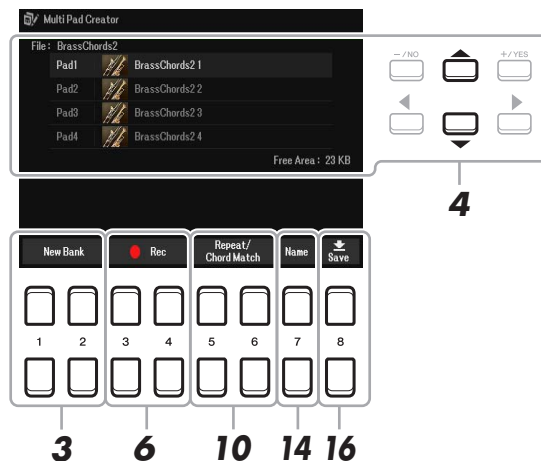 Multi Pad Creator
File: BrassChords2
Pad1 BrassChords2 1
Pad2 BrassChords2 2
Pad3 BrassChords2 3
Pad4 BrassChords2 4
Free Area: 23 KB
–/NO
+/YES
4
New Bank
Rec
Repeat/
Chord Match
Name
Save
1 2 3 4 5 6 7 8
3 6 10 14 16